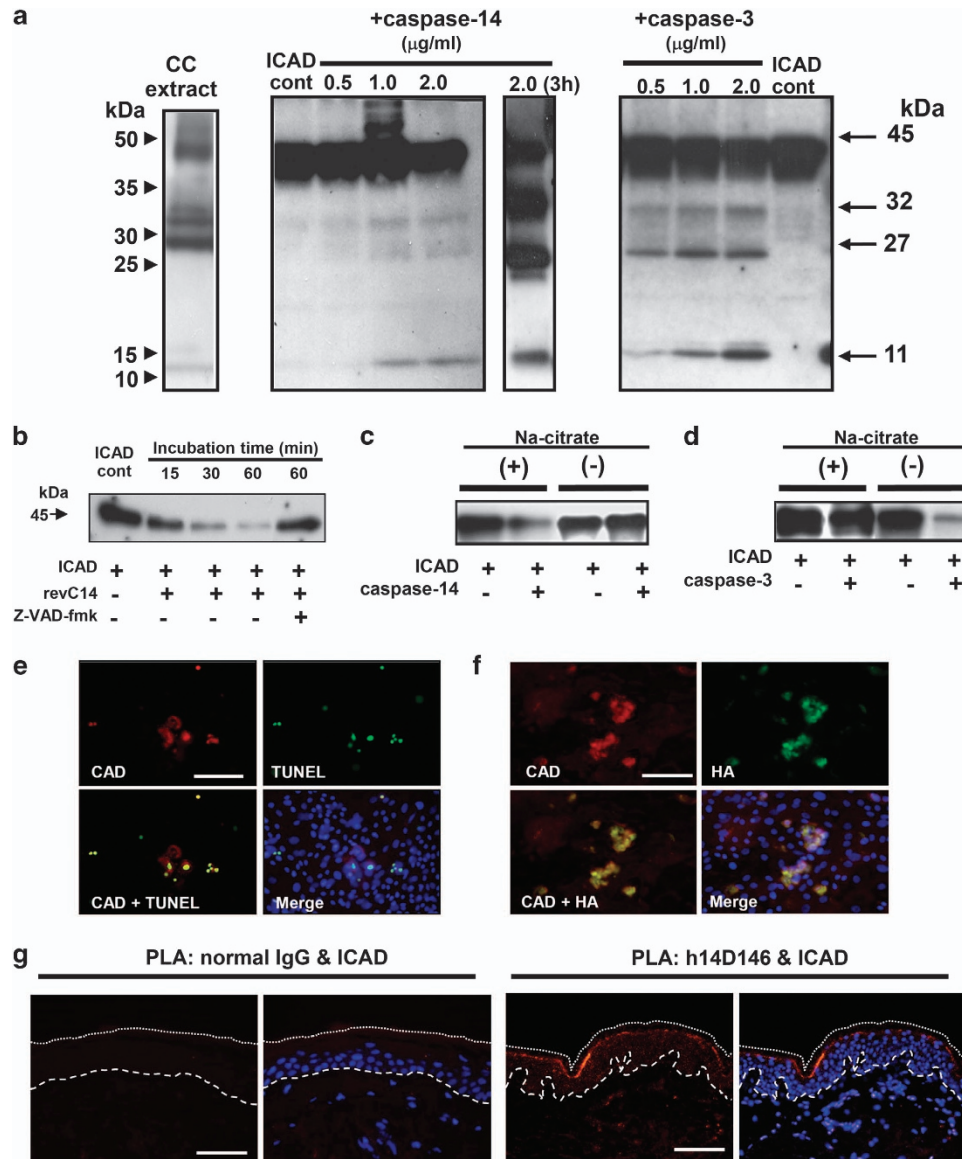 a
+caspase-14
(μg/ml)
+caspase-3
(μg/ml)
CC
extract
ICAD
cont 0.5 1.0 2.0 2.0 (3h)
0.5 1.0 2.0 ICAD
cont
kDa
50
35
30
25
15
10
kDa
45
32
27
11
b
ICAD
cont
Incubation time (min)
15 30 60 60
kDa
45
ICAD + + + + +
revC14 - + + + +
Z-VAD-fmk - - - - +
c
Na-citrate
(+) (-)
ICAD + + + +
caspase-14 - + - +
d
Na-citrate
(+) (-)
ICAD + + + +
caspase-3 - + - +
e
CAD
TUNEL
CAD + TUNEL
Merge
f
CAD
HA
CAD + HA
Merge
g
PLA: normal IgG & ICAD
PLA: h14D146 & ICAD